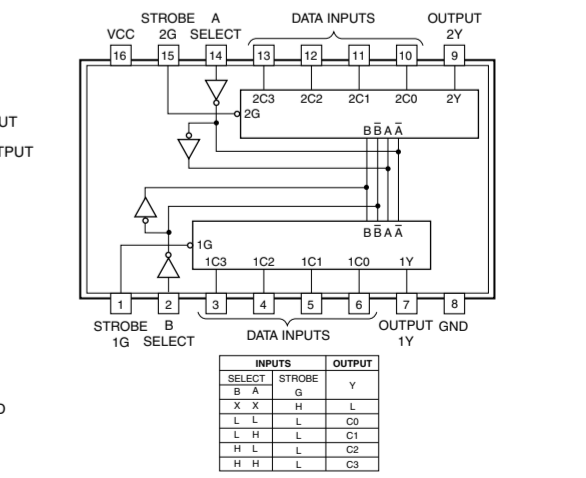 STROBE A DATA INPUTS OUTPUT
VCC 2G SELECT 2Y
16 15 14 13 12 11 10 9
2C3 2C2 2C1 2C0 2Y
2G
UT
B B̅ A A̅
TPUT
B B̅ A A̅
1G
1C3 1C2 1C1 1C0 1Y
1 2 3 4 5 6 7 8
STROBE B DATA INPUTS OUTPUT GND
1G SELECT 1Y
INPUTS OUTPUT
SELECT STROBE Y
B A G
X X H L
L L L C0
L H L C1
H L L C2
H H L C3